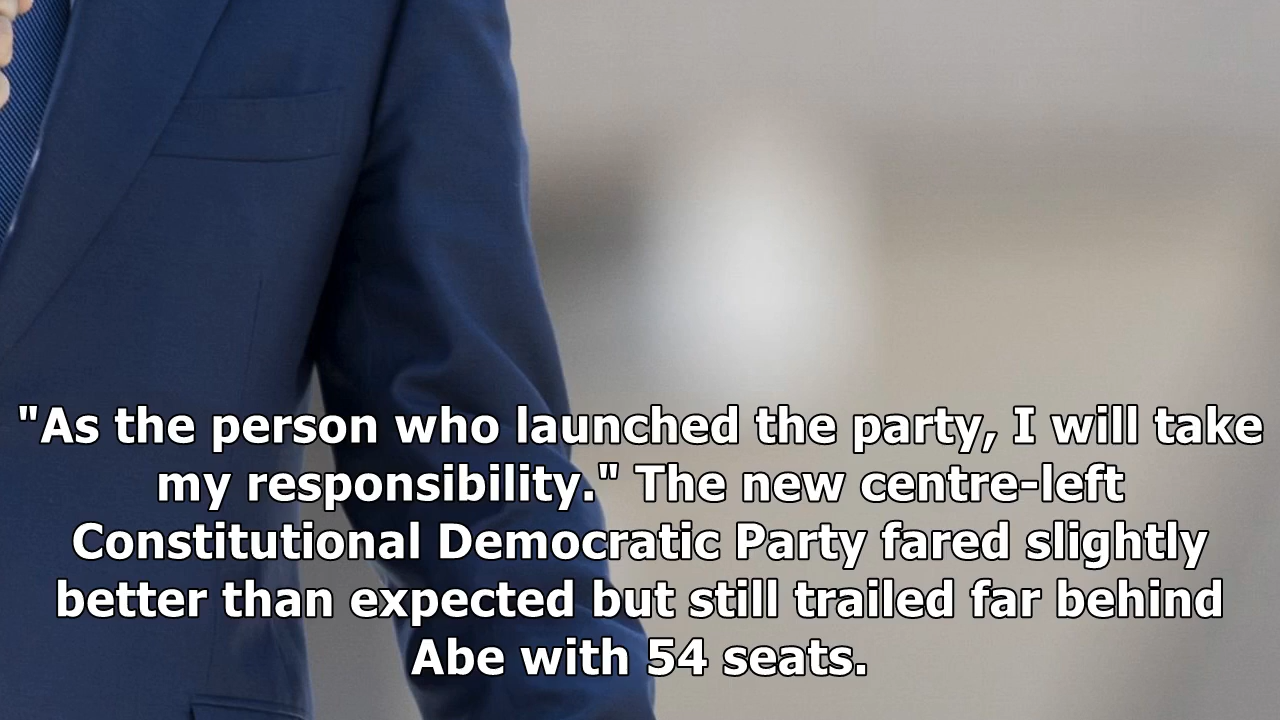 "As the person who launched the party, I will take
my responsibility." The new centre-left
Constitutional Democratic Party fared slightly
better than expected but still trailed far behind
Abe with 54 seats.